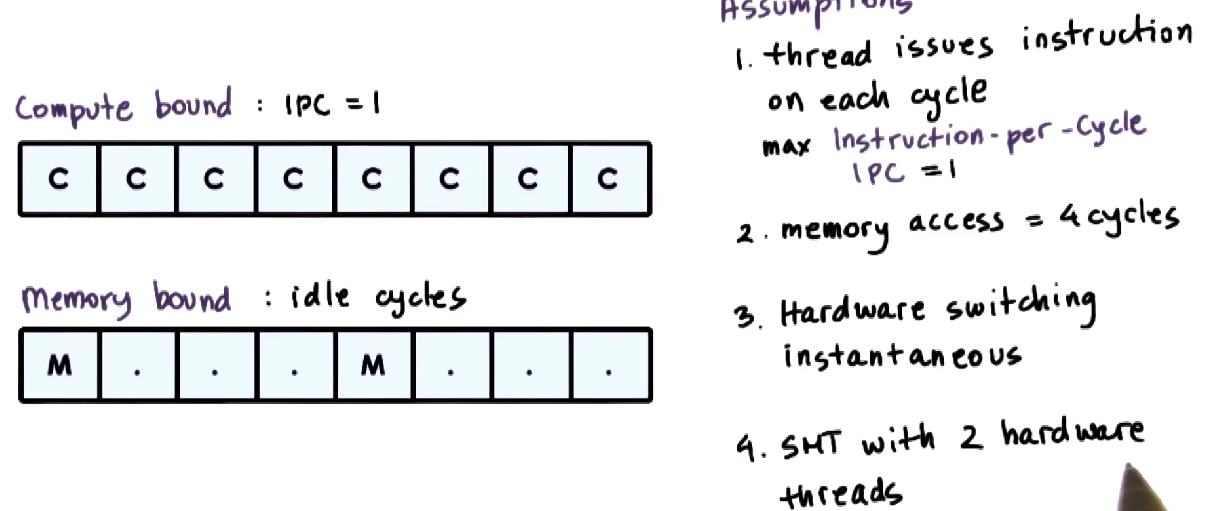 Assumptions
Compute bound : IPC = 1
C C C C C C C C
Memory bound : idle cycles
M . . . M . . .
1. thread issues instruction
on each cycle
max Instruction-per-Cycle
IPC = 1
2. memory access = 4 cycles
3. Hardware switching
instantaneous
4. SMT with 2 hardware
threads